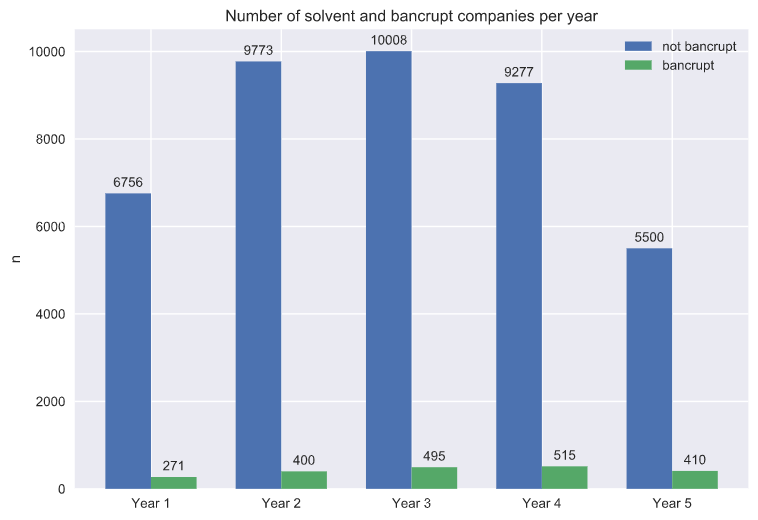 Number of solvent and bancrupt companies per year
not bancrupt
bancrupt
n
10000
8000
6000
4000
2000
0
6756
271
9773
400
10008
495
9277
515
5500
410
Year 1
Year 2
Year 3
Year 4
Year 5